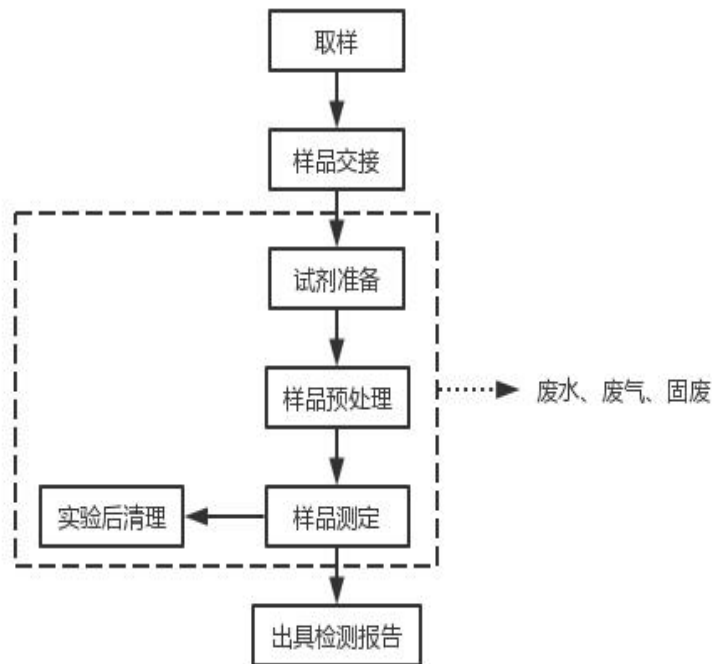 取样
样品交接
试剂准备
样品预处理
废水、废气、固废
实验后清理
样品测定
出具检测报告